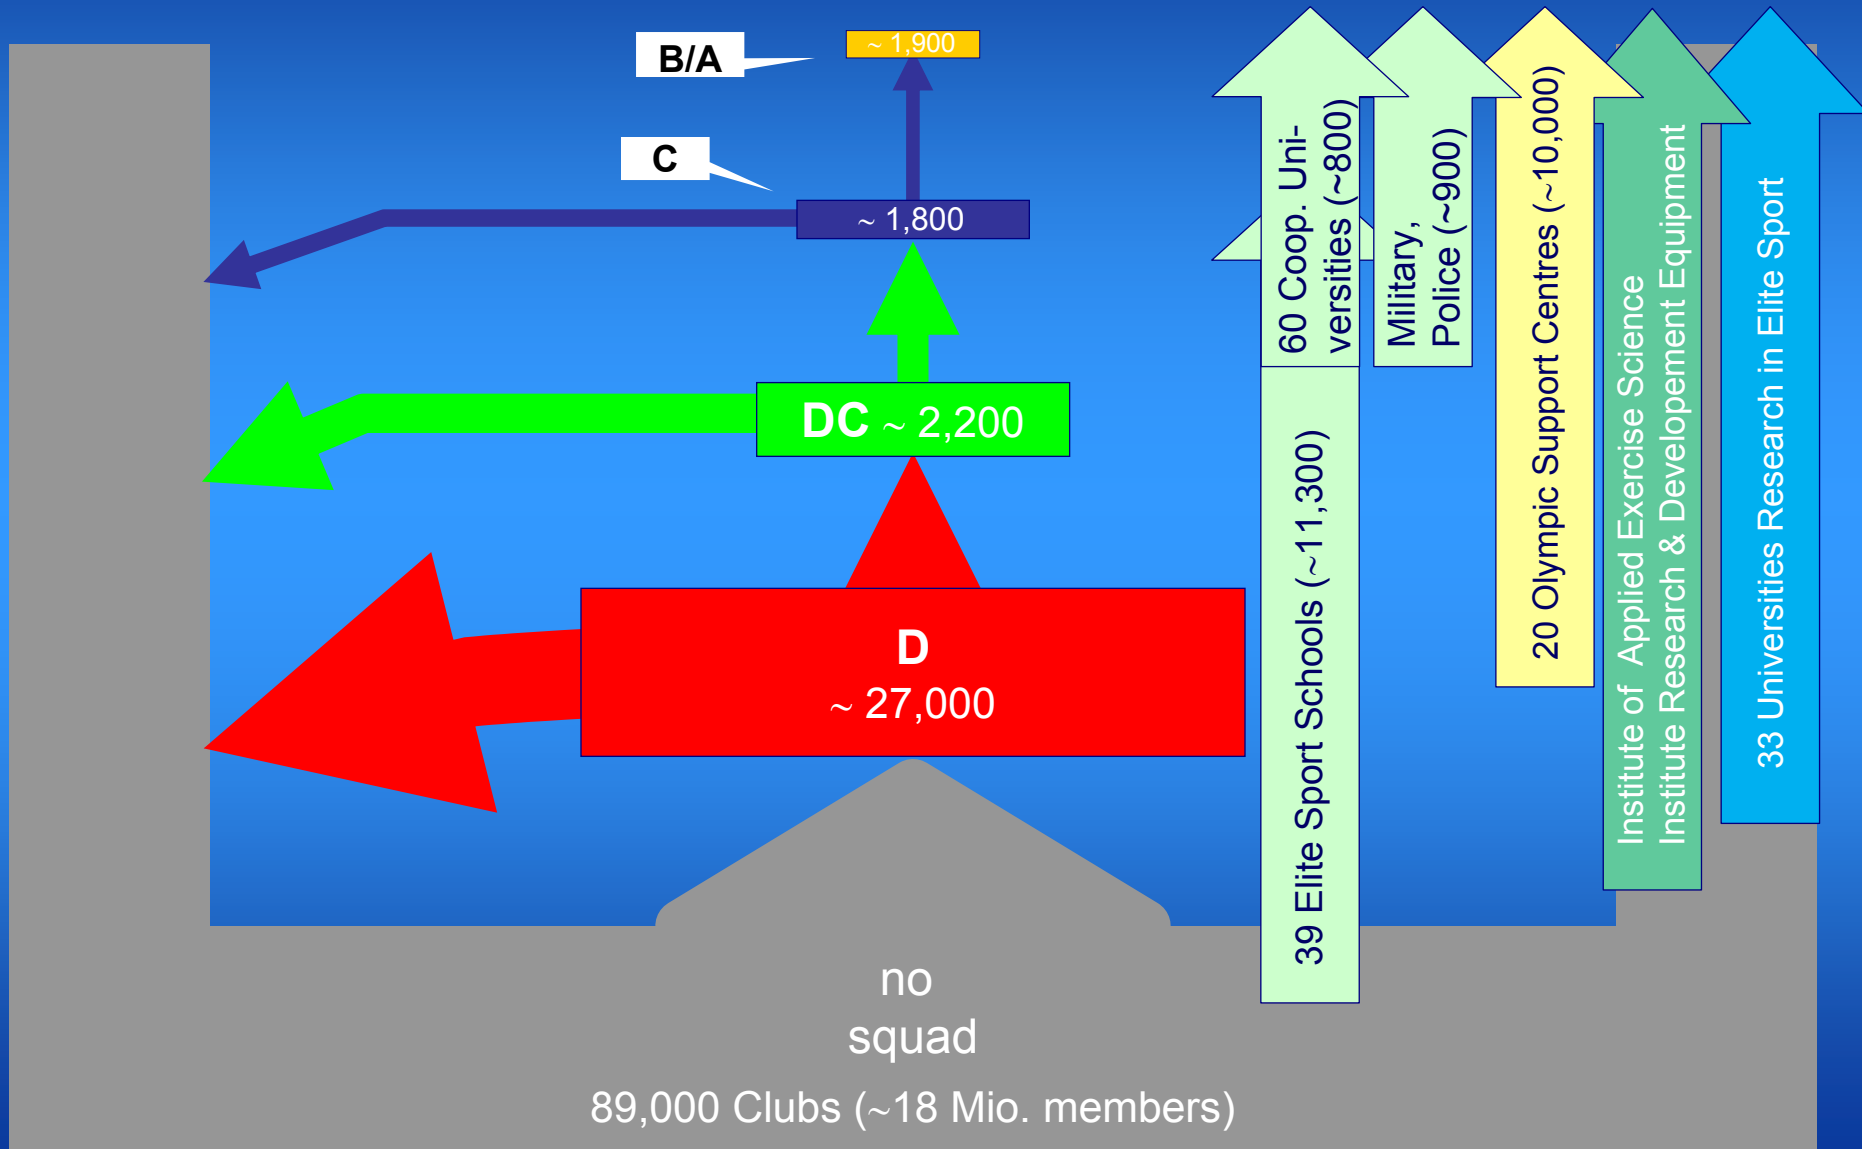 B/A
~ 1,900
C
~ 1,800
DC ~ 2,200
D
~ 27,000
no
squad
89,000 Clubs (~18 Mio. members)
60 Coop. Uni-
versities (~800)
39 Elite Sport Schools (~11,300)
Military,
Police (~900)
20 Olympic Support Centres (~10,000)
Institute of Applied Exercise Science
Institute Research & Developement Equipment
33 Universities Research in Elite Sport